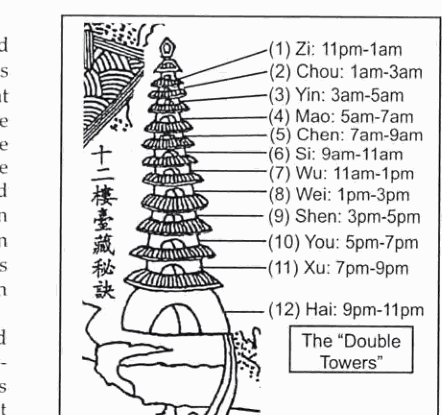 十二樓臺藏秘訣
(1) Zi: 11pm-1am
(2) Chou: 1am-3am
(3) Yin: 3am-5am
(4) Mao: 5am-7am
(5) Chen: 7am-9am
(6) Si: 9am-11am
(7) Wu: 11am-1pm
(8) Wei: 1pm-3pm
(9) Shen: 3pm-5pm
(10) You: 5pm-7pm
(11) Xu: 7pm-9pm
(12) Hai: 9pm-11pm
The "Double
Towers"